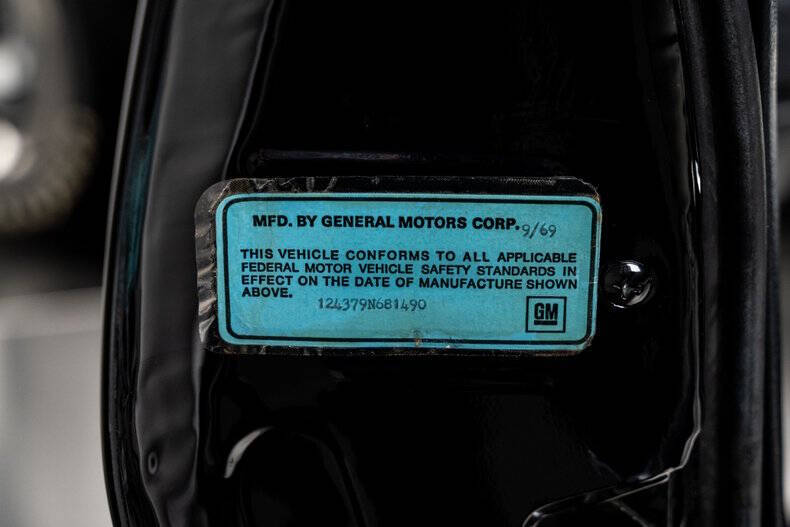 MFD. BY GENERAL MOTORS CORP. 9/69
THIS VEHICLE CONFORMS TO ALL APPLICABLE
FEDERAL MOTOR VEHICLE SAFETY STANDARDS IN
EFFECT ON THE DATE OF MANUFACTURE SHOWN
ABOVE.
124379N681490
GM